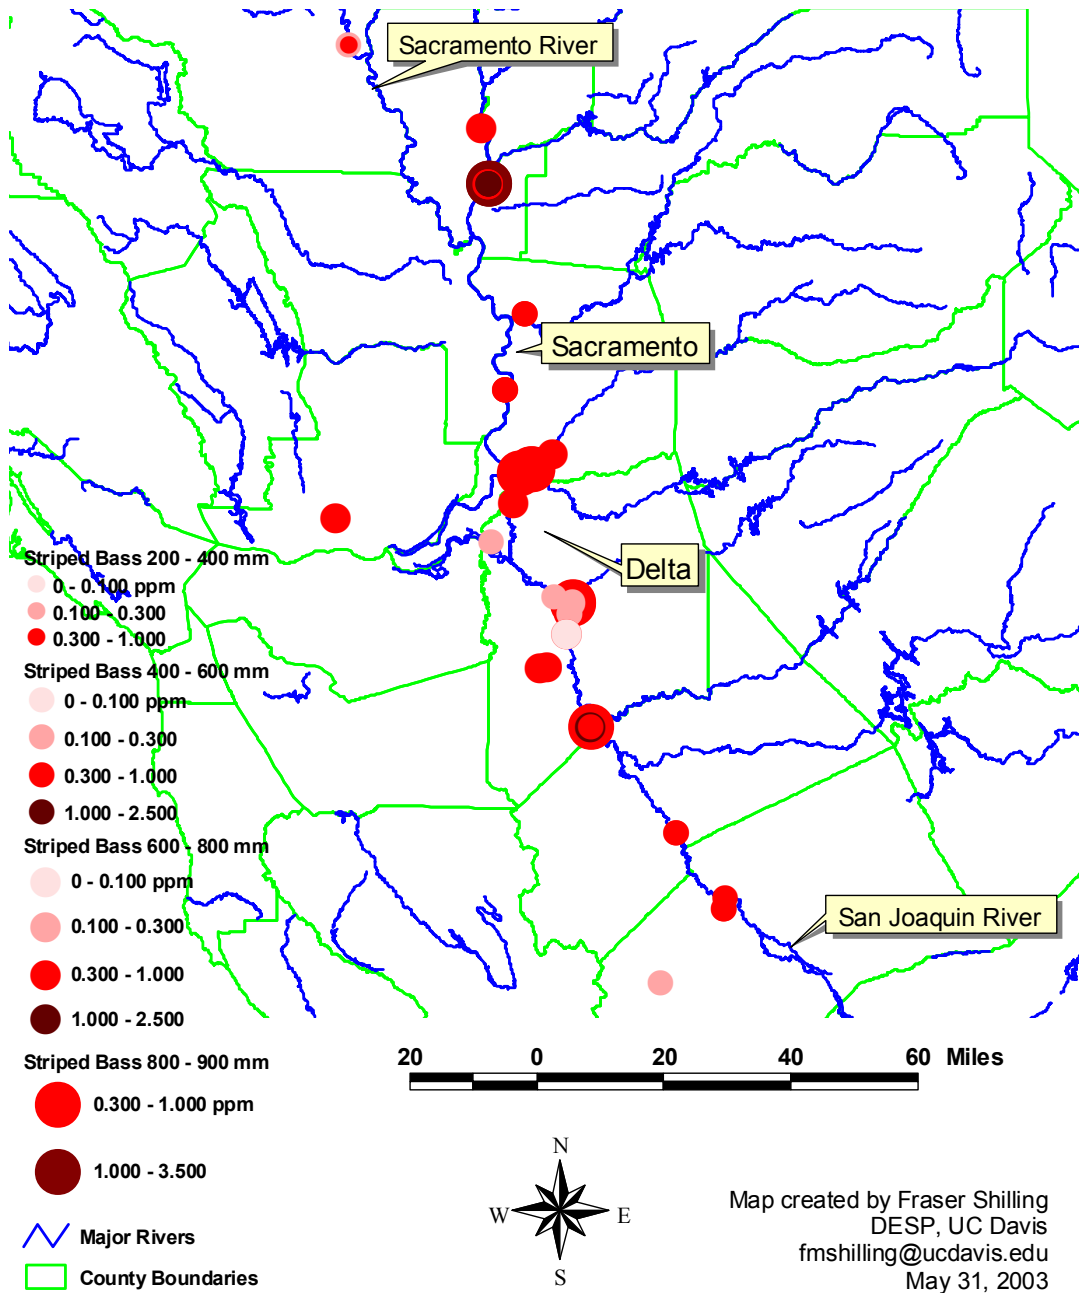 Sacramento River
Sacramento
Delta
San Joaquin River
Striped Bass 200 - 400 mm
0 - 0.100 ppm
0.100 - 0.300
0.300 - 1.000
Striped Bass 400 - 600 mm
0 - 0.100 ppm
0.100 - 0.300
0.300 - 1.000
1.000 - 2.500
Striped Bass 600 - 800 mm
0 - 0.100 ppm
0.100 - 0.300
0.300 - 1.000
1.000 - 2.500
Striped Bass 800 - 900 mm
0.300 - 1.000 ppm
1.000 - 3.500
Major Rivers
County Boundaries
20 0 20 40 60 Miles
N
W E
S
Map created by Fraser Shilling
DESP, UC Davis
fmshilling@ucdavis.edu
May 31, 2003